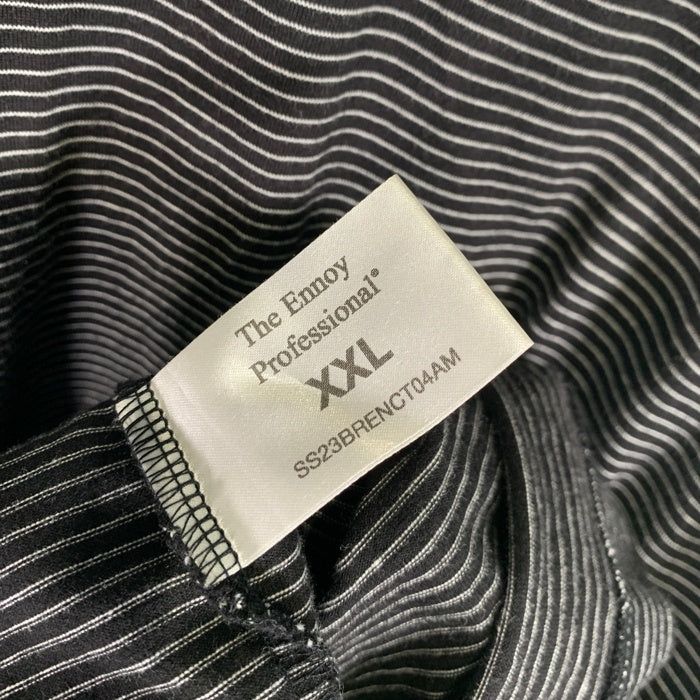 The Ennoy
Professional®
XXL
SS23BRENCT04AM